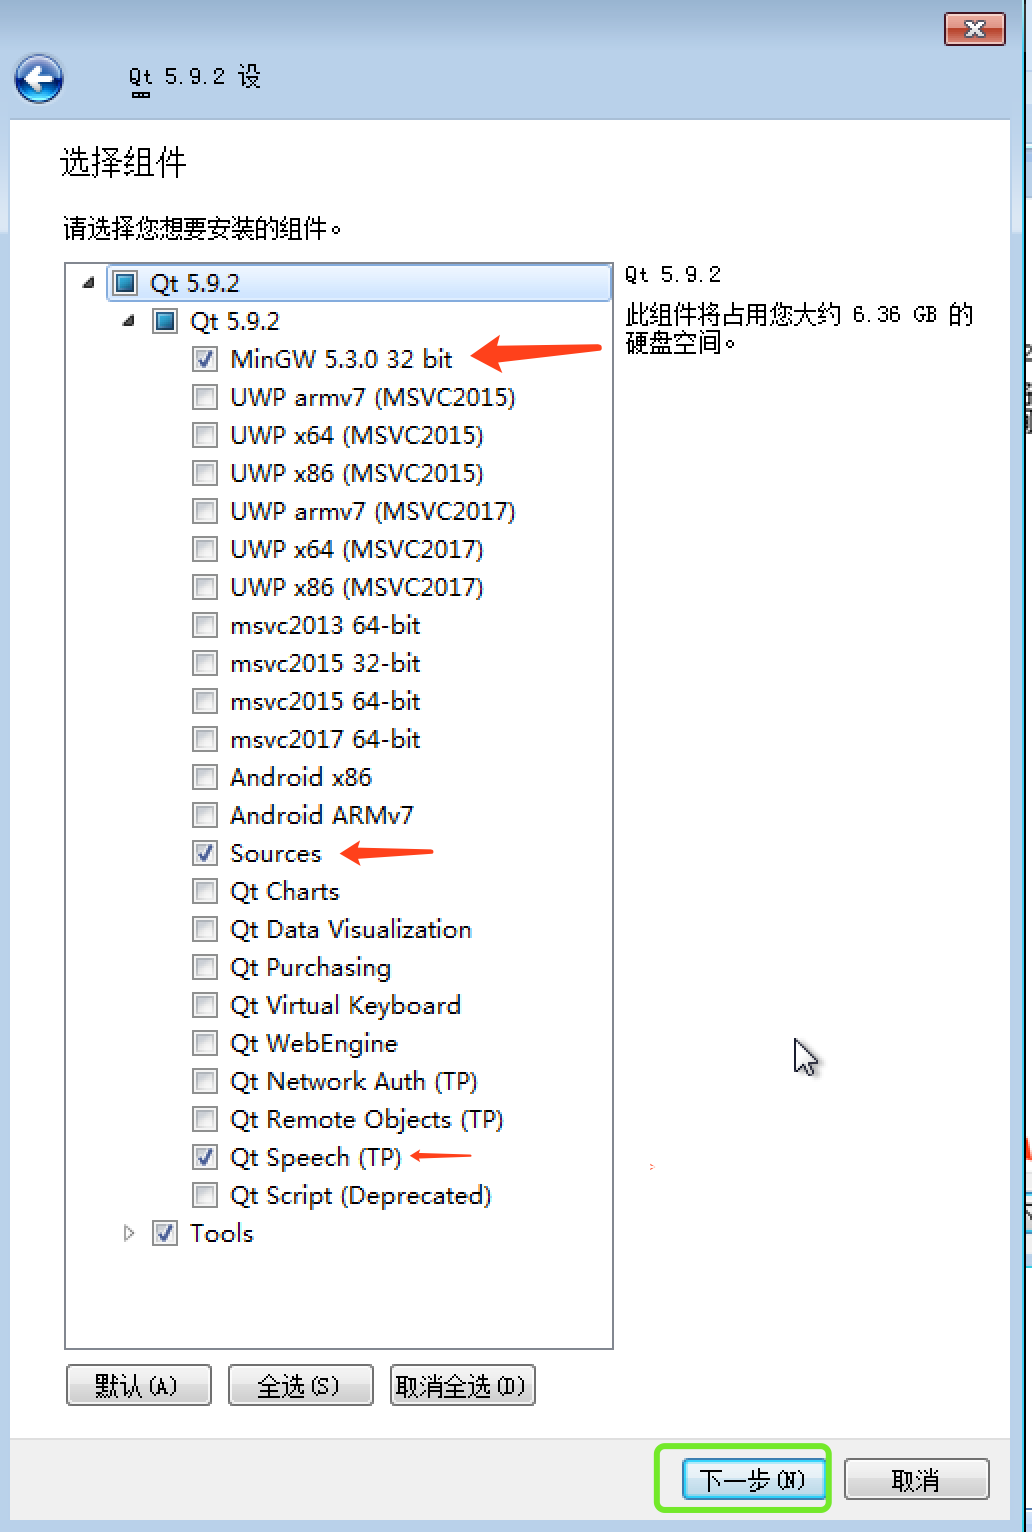 Qt 5.9.2 设
选择组件
请选择您想要安装的组件。
Qt 5.9.2
Qt 5.9.2
MinGW 5.3.0 32 bit
UWP armv7 (MSVC2015)
UWP x64 (MSVC2015)
UWP x86 (MSVC2015)
UWP armv7 (MSVC2017)
UWP x64 (MSVC2017)
UWP x86 (MSVC2017)
msvc2013 64-bit
msvc2015 32-bit
msvc2015 64-bit
msvc2017 64-bit
Android x86
Android ARMv7
Sources
Qt Charts
Qt Data Visualization
Qt Purchasing
Qt Virtual Keyboard
Qt WebEngine
Qt Network Auth (TP)
Qt Remote Objects (TP)
Qt Speech (TP)
Qt Script (Deprecated)
Tools
Qt 5.9.2
此组件将占用您大约 6.36 GB 的
硬盘空间。
默认(A)
全选(S)
取消全选(D)
下一步(N)
取消